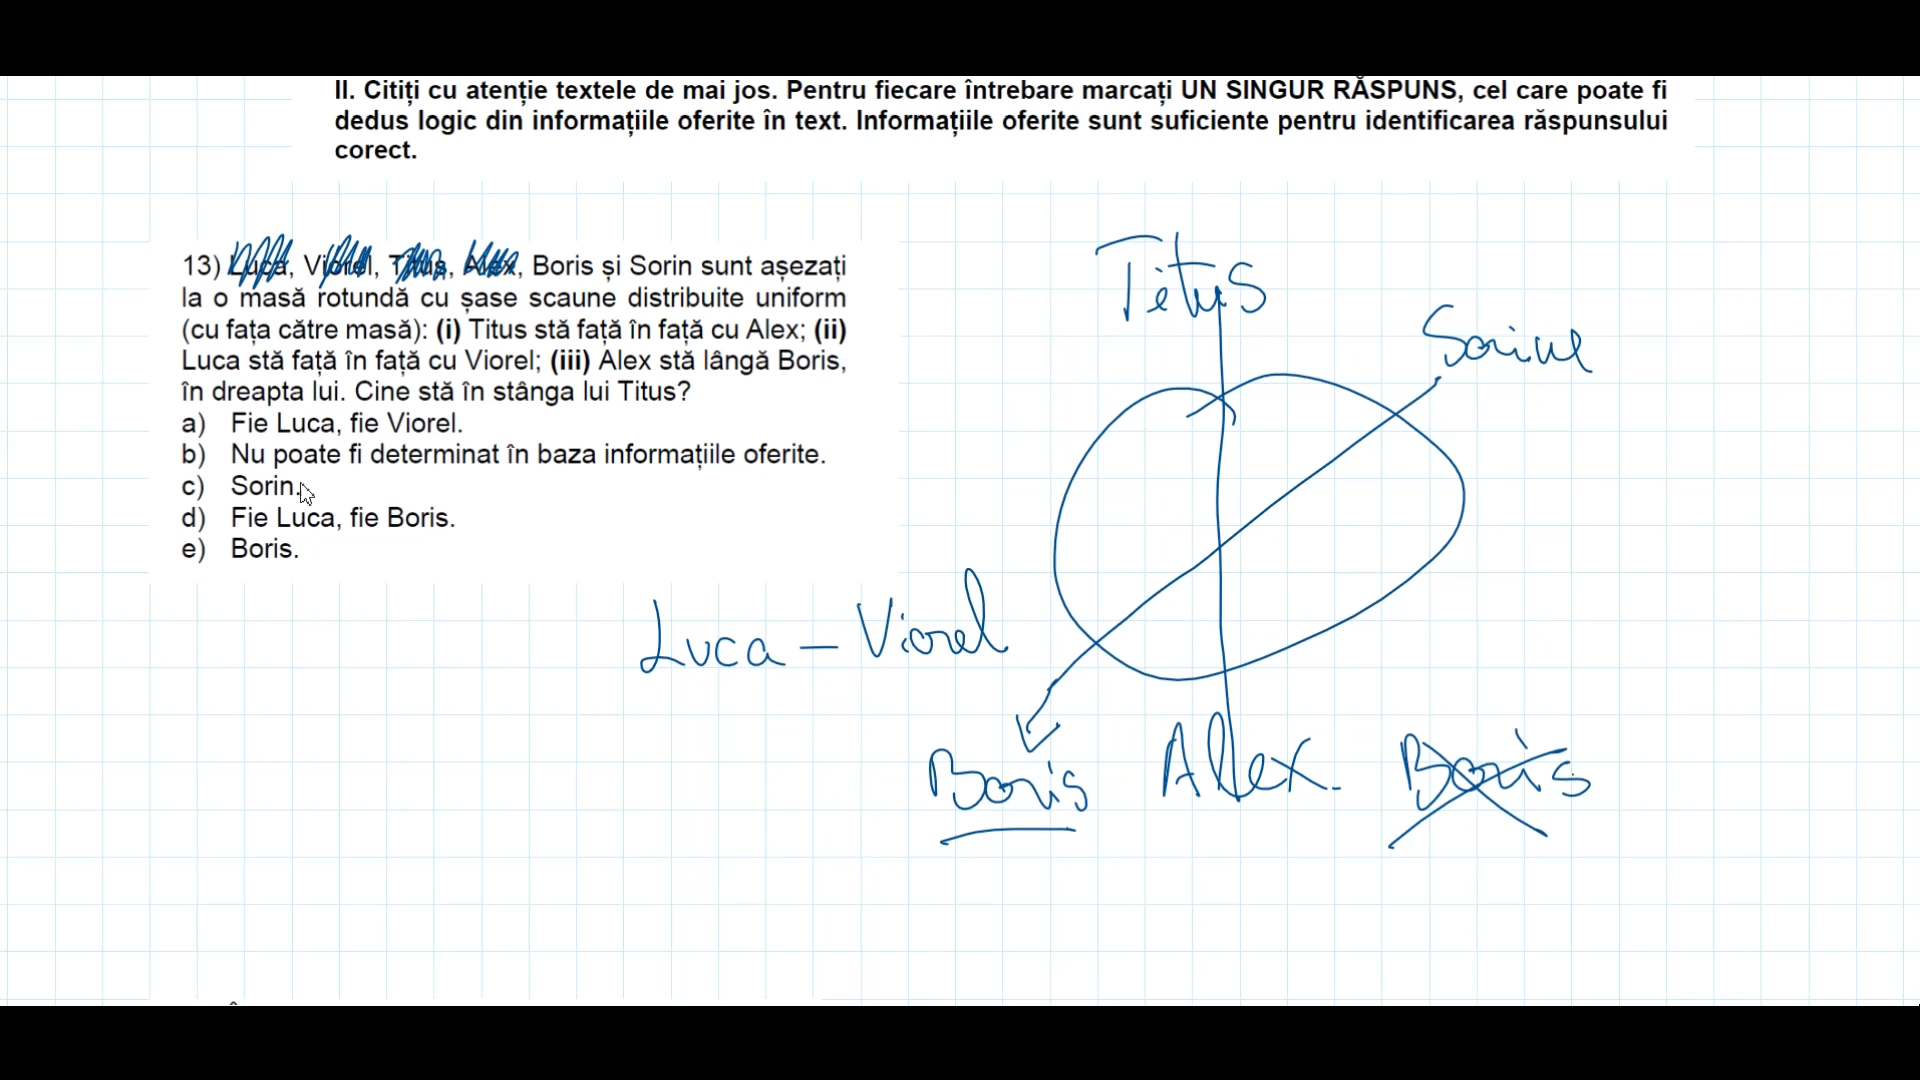 II. Citiți cu atenție textele de mai jos. Pentru fiecare întrebare marcați UN SINGUR RĂSPUNS, cel care poate fi
dedus logic din informațiile oferite în text. Informațiile oferite sunt suficiente pentru identificarea răspunsului
corect.
13) Luca, Viorel, Titus, Alex, Boris și Sorin sunt așezați
la o masă rotundă cu șase scaune distribuite uniform
(cu fața către masă): (i) Titus stă față în față cu Alex; (ii)
Luca stă față în față cu Viorel; (iii) Alex stă lângă Boris,
în dreapta lui. Cine stă în stânga lui Titus?
a) Fie Luca, fie Viorel.
b) Nu poate fi determinat în baza informațiile oferite.
c) Sorin.
d) Fie Luca, fie Boris.
e) Boris.
Titus
Luca – Viorel
Boris
Alex.
Boris